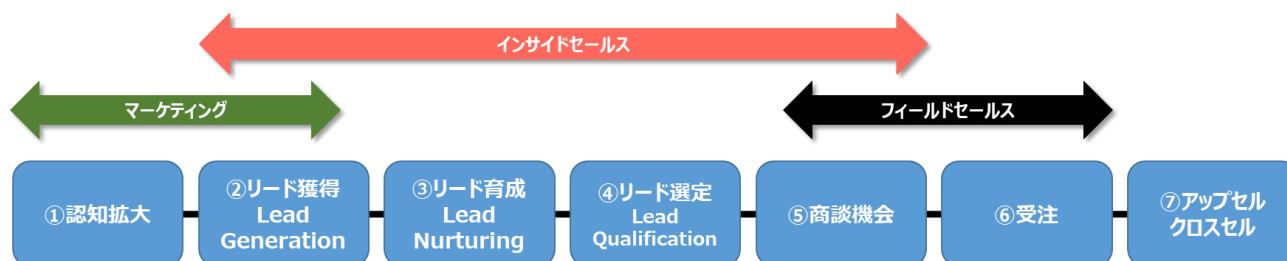 インサイドセールス
マーケティング
フィールドセールス
①認知拡大
②リード獲得
Lead
Generation
③リード育成
Lead
Nurturing
④リード選定
Lead
Qualification
⑤商談機会
⑥受注
⑦アップセル
クロスセル